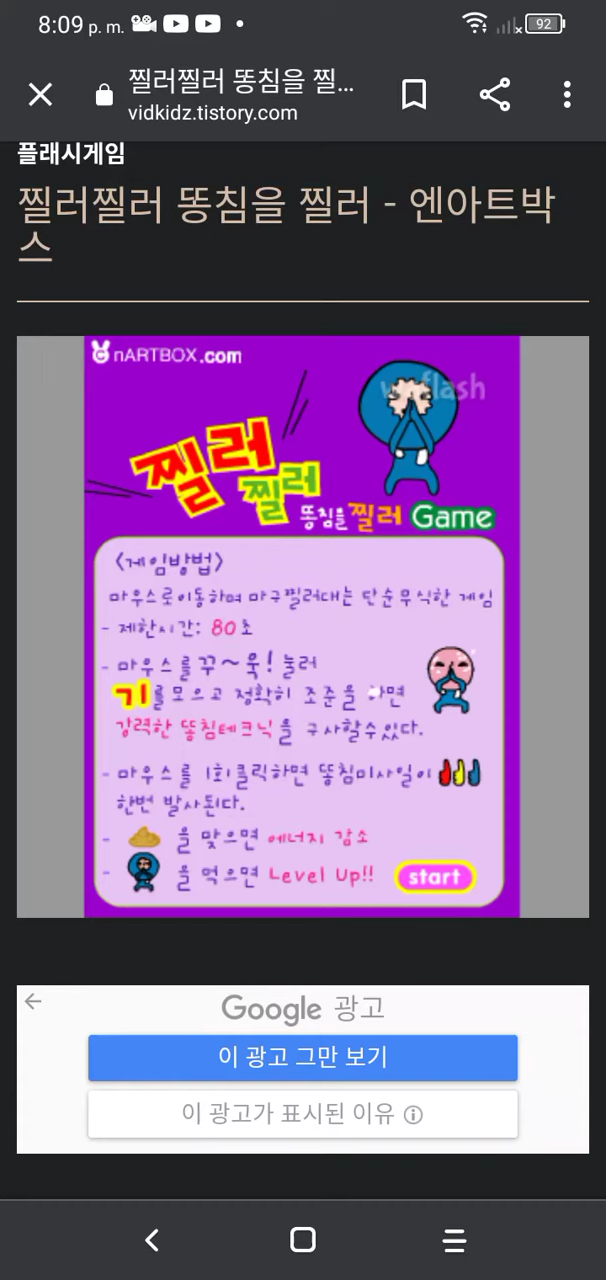 8:09 p. m.
92
찔러찔러 똥침을 찔...
vidkidz.tistory.com
플래시게임
찔러찔러 똥침을 찔러 - 엔아트박
스
nARTBOX.com
flash
찔러
찔러
똥침을 찔러 Game
<게임방법>
마우스로이동하며 마구찔러대는 단순무식한 게임
- 제한시간: 80초
- 마우스를 꾸~욱! 눌러
기를 모으고 정확히 조준을 하면
강력한 똥침테크닉을 구사할수있다.
- 마우스를 1회클릭하면 똥침미사일이
한번 발사된다.
- 을 맞으면 에너지 감소
- 을 먹으면 Level Up!!
start
Google 광고
이 광고 그만 보기
이 광고가 표시된 이유